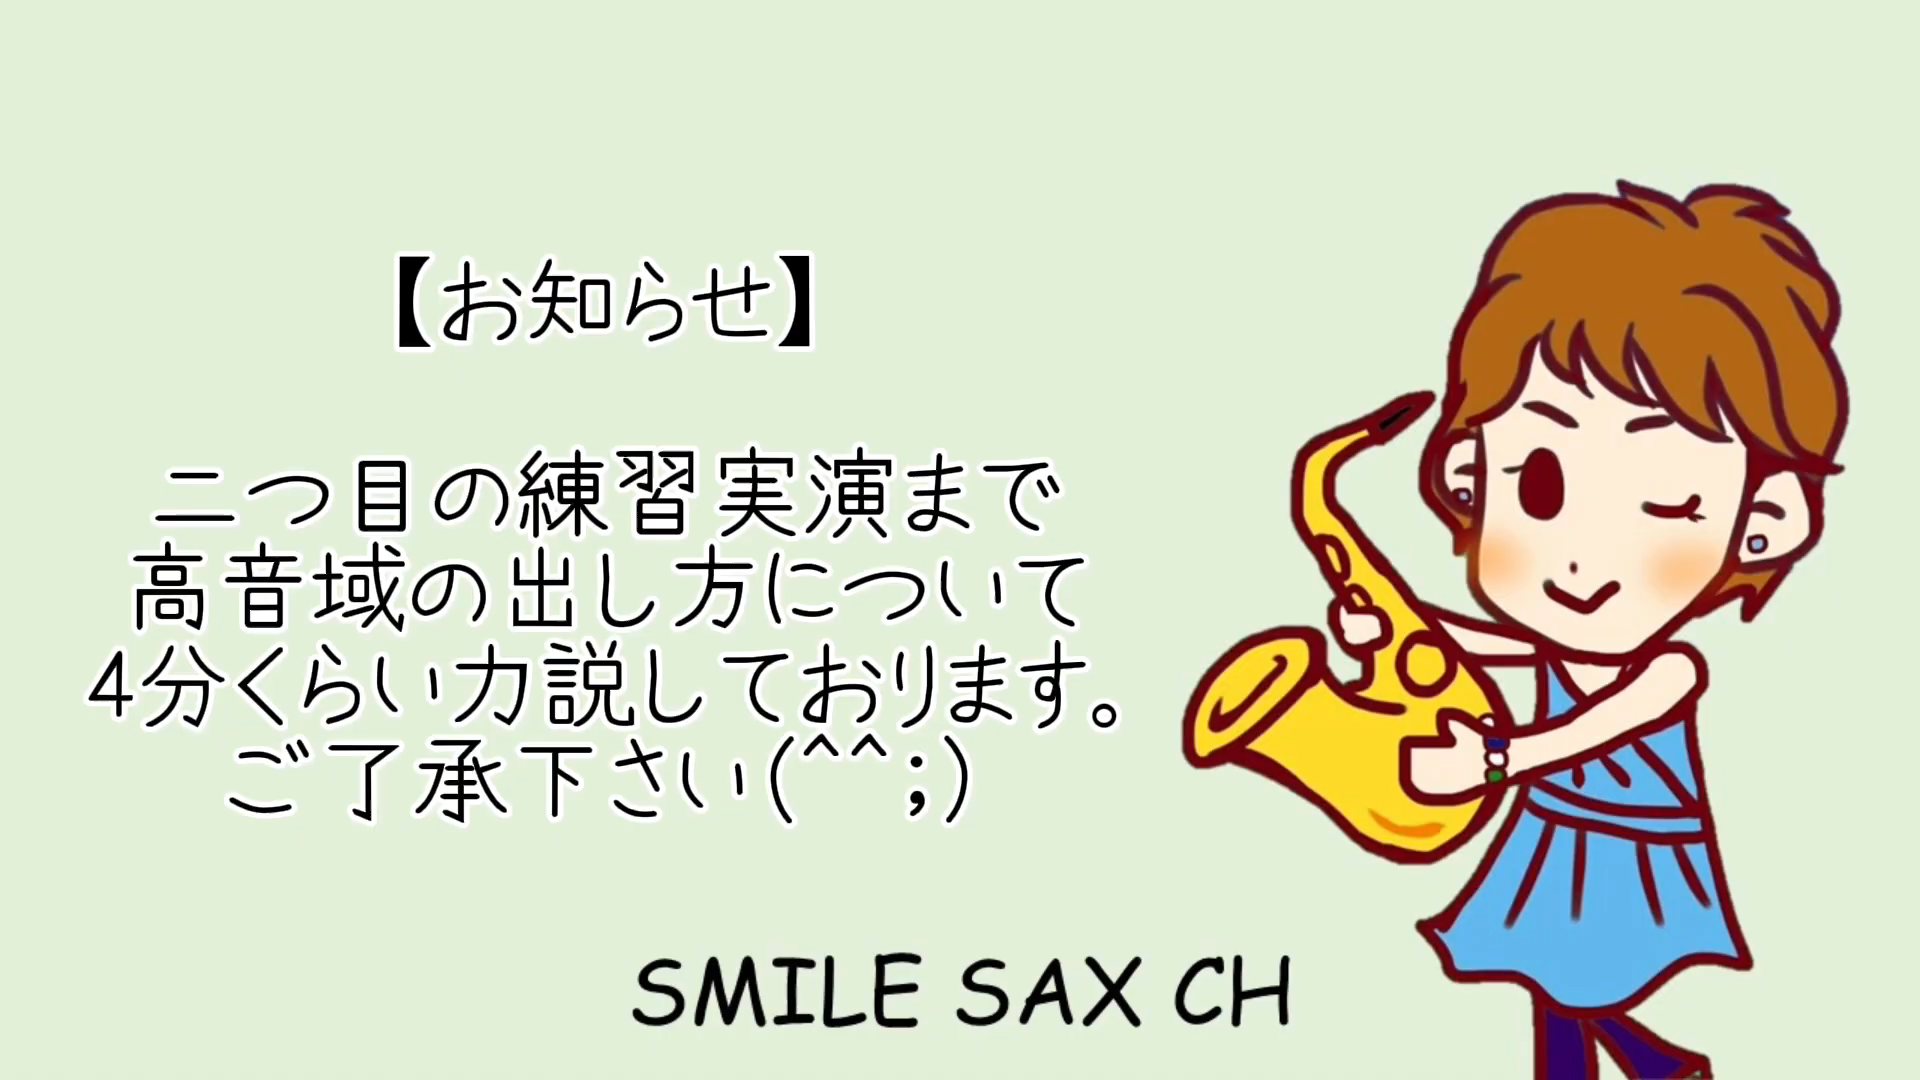 【お知らせ】
二つ目の練習実演まで
高音域の出し方について
4分くらい力説しております。
ご了承下さい(^^;)
SMILE SAX CH